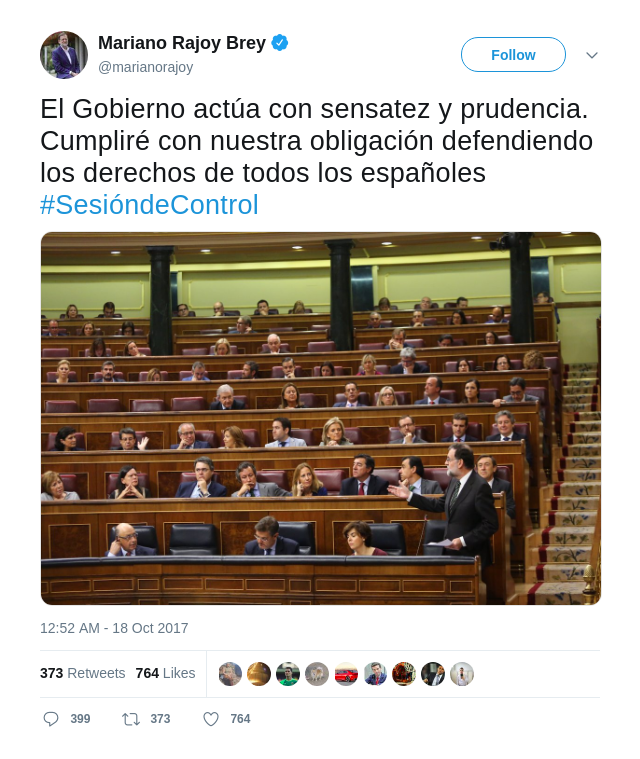 Mariano Rajoy Brey
@marianorajoy
Follow
El Gobierno actúa con sensatez y prudencia.
Cumpliré con nuestra obligación defendiendo
los derechos de todos los españoles
#SesióndeControl
12:52 AM - 18 Oct 2017
373 Retweets 764 Likes
399 373 764